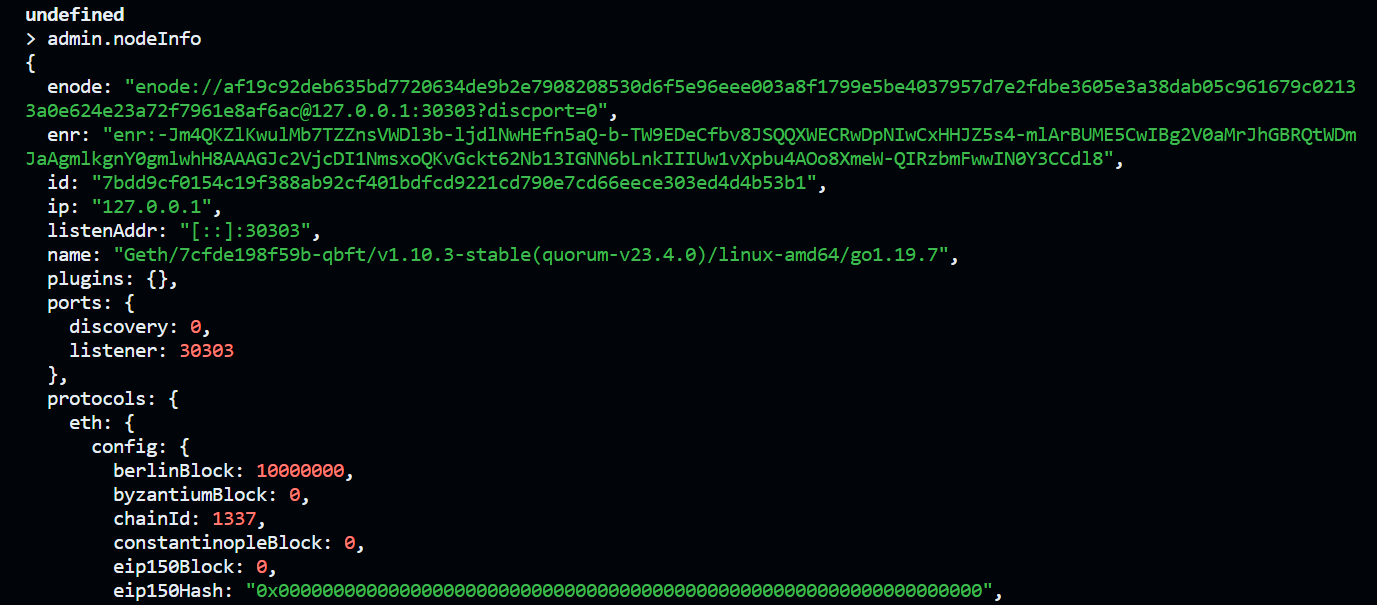 undefined
> admin.nodeInfo
{
  enode: "enode://af19c92deb635bd7720634de9b2e7908208530d6f5e96eee003a8f1799e5be4037957d7e2fdbe3605e3a38dab05c961679c0213
3a0e624e23a72f7961e8af6ac@127.0.0.1:30303?discport=0",
  enr: "enr:-Jm4QKZlKwulMb7TZZnsVWDl3b-ljdlNwHEfn5aQ-b-TW9EDeCfbv8JSQQXWECRwDpNIwCxHHJZ5s4-mlArBUME5CwIBg2V0aMrJhGBRQtWDm
JaAgmlkgnY0gmlwhH8AAAGJc2VjcDI1NmsxoQKvGckt62Nb13IGNN6bLnkIIIUw1vXpbu4AOo8XmeW-QIRzbmFwwIN0Y3CCdl8",
  id: "7bdd9cf0154c19f388ab92cf401bdfcd9221cd790e7cd66eece303ed4d4b53b1",
  ip: "127.0.0.1",
  listenAddr: "[::]:30303",
  name: "Geth/7cfde198f59b-qbft/v1.10.3-stable(quorum-v23.4.0)/linux-amd64/go1.19.7",
  plugins: {},
  ports: {
    discovery: 0,
    listener: 30303
  },
  protocols: {
    eth: {
      config: {
        berlinBlock: 10000000,
        byzantiumBlock: 0,
        chainId: 1337,
        constantinopleBlock: 0,
        eip150Block: 0,
        eip150Hash: "0x0000000000000000000000000000000000000000000000000000000000000000",